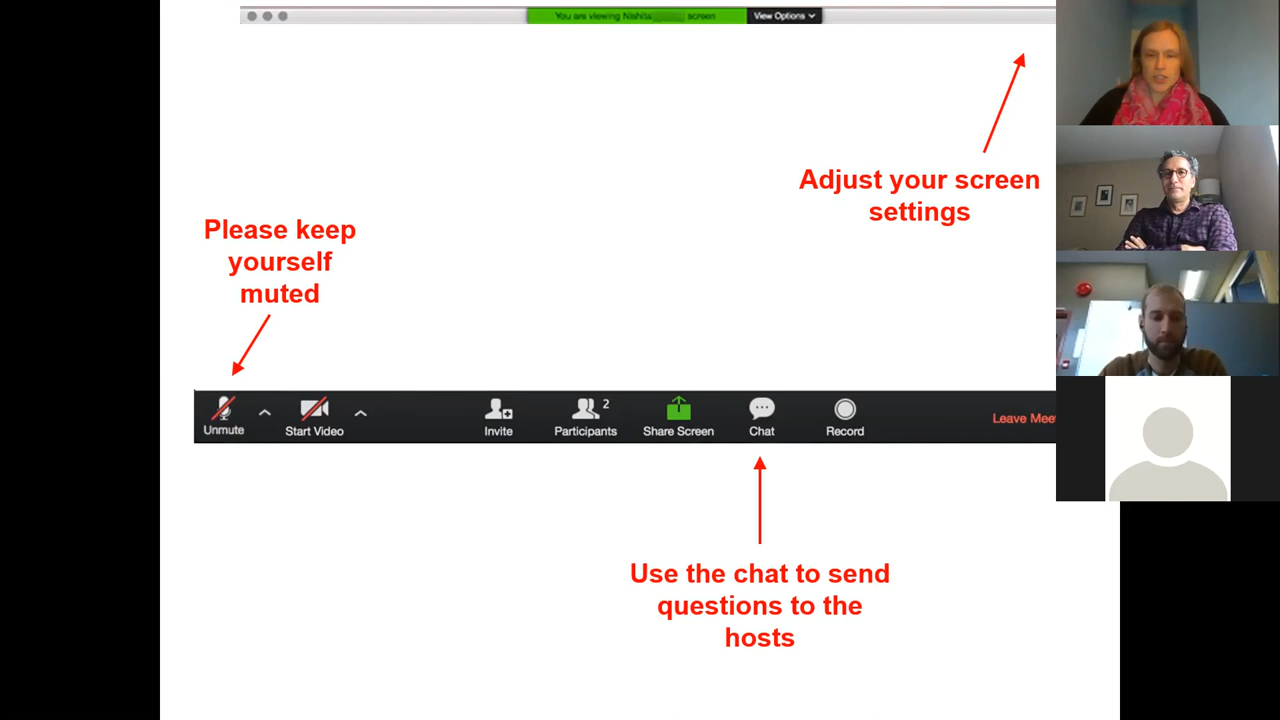 You are viewing Nishita screen
View Options
Adjust your screen
settings
Please keep
yourself
muted
2
Unmute
Start Video
Invite
Participants
Share Screen
Chat
Record
Leave Mee
Use the chat to send
questions to the
hosts